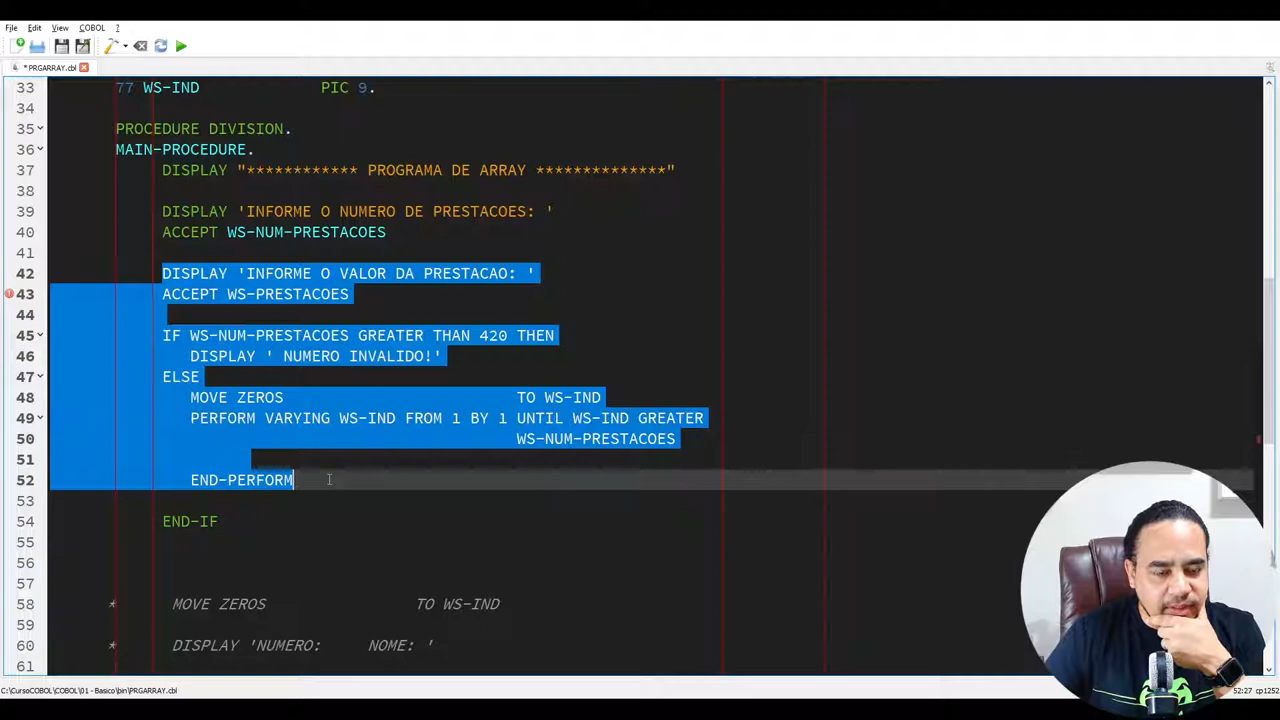 File Edit View COBOL ?
* PRGARRAY.cbl
33 77 WS-IND PIC 9.
34
35 PROCEDURE DIVISION.
36 MAIN-PROCEDURE.
37 DISPLAY "************ PROGRAMA DE ARRAY **************"
38
39 DISPLAY 'INFORME O NUMERO DE PRESTACOES: '
40 ACCEPT WS-NUM-PRESTACOES
41
42 DISPLAY 'INFORME O VALOR DA PRESTACAO: '
43 ACCEPT WS-PRESTACOES
44
45 IF WS-NUM-PRESTACOES GREATER THAN 420 THEN
46 DISPLAY ' NUMERO INVALIDO!'
47 ELSE
48 MOVE ZEROS TO WS-IND
49 PERFORM VARYING WS-IND FROM 1 BY 1 UNTIL WS-IND GREATER
50 WS-NUM-PRESTACOES
51
52 END-PERFORM
53
54 END-IF
55
56
57
58 * MOVE ZEROS TO WS-IND
59
60 * DISPLAY 'NUMERO: NOME: '
61
C:\CursoCOBOL\COBOL\01 - Basico\bin\PRGARRAY.cbl 52:27 cp1252